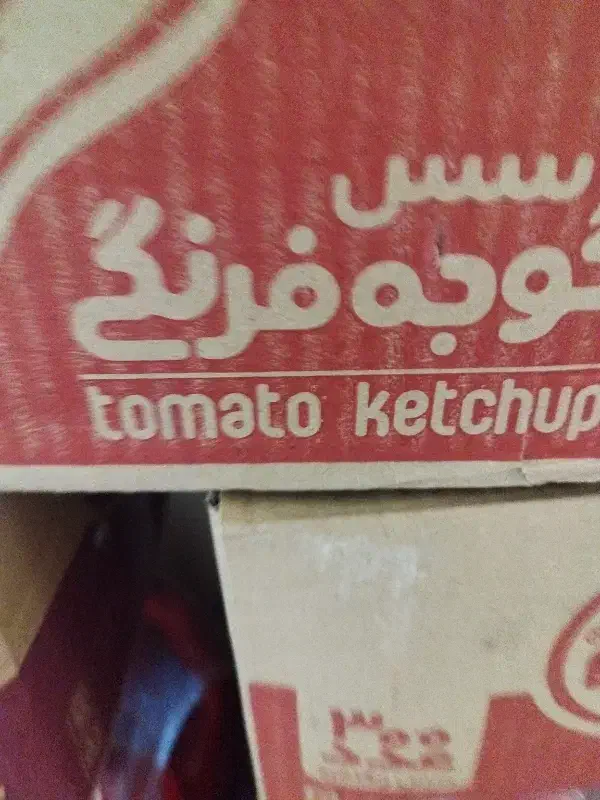 سس
گوجه فرنگی
tomato ketchup